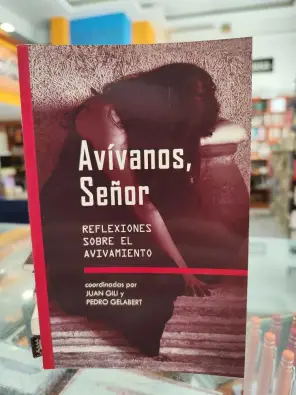 Avívanos,
Señor
REFLEXIONES
SOBRE EL
AVIVAMIENTO
coordinadas por
JUAN GILI y
PEDRO GELABERT